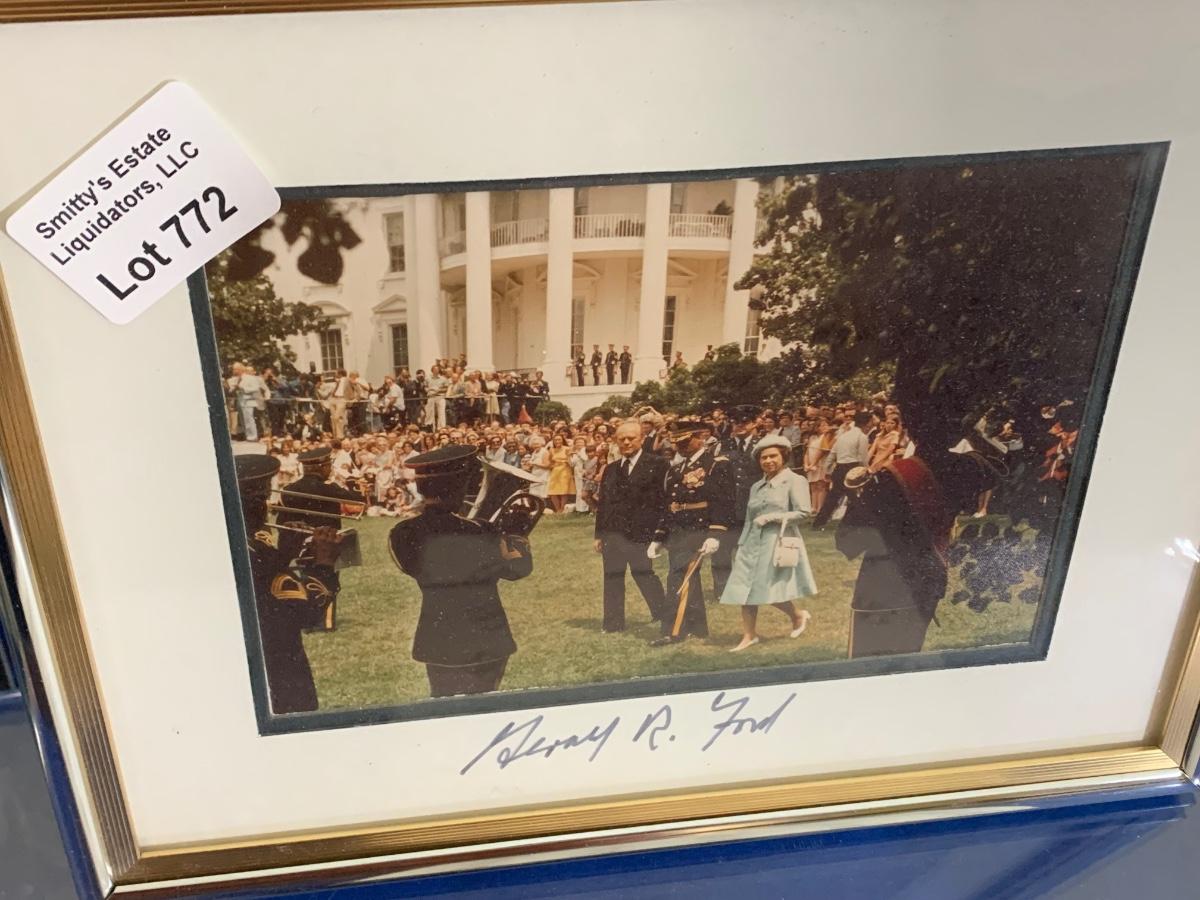 Smitty's Estate
Liquidators, LLC
Lot 772
Gerald R. Ford